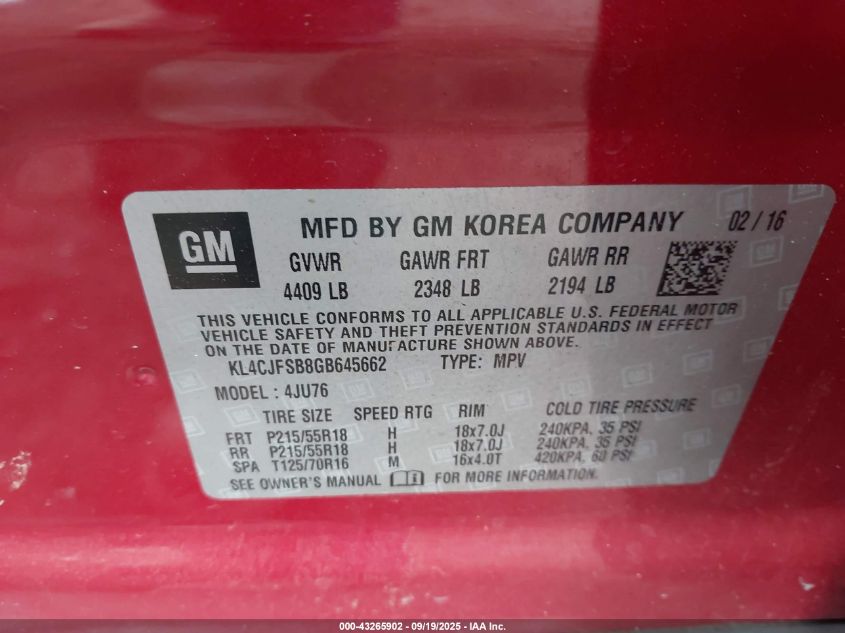 GM
MFD BY GM KOREA COMPANY 02/16
GVWR GAWR FRT GAWR RR
4409 LB 2348 LB 2194 LB
THIS VEHICLE CONFORMS TO ALL APPLICABLE U.S. FEDERAL MOTOR
VEHICLE SAFETY AND THEFT PREVENTION STANDARDS IN EFFECT
ON THE DATE OF MANUFACTURE SHOWN ABOVE.
KL4CJFSB8GB645662 TYPE: MPV
MODEL : 4JU76
TIRE SIZE SPEED RTG RIM COLD TIRE PRESSURE
FRT P215/55R18 H 18x7.0J 240KPA, 35 PSI
RR P215/55R18 H 18x7.0J 240KPA, 35 PSI
SPA T125/70R16 M 16x4.0T 420KPA, 60 PSI
SEE OWNER'S MANUAL FOR MORE INFORMATION.
000-43265902 - 09/19/2025 - IAA Inc.